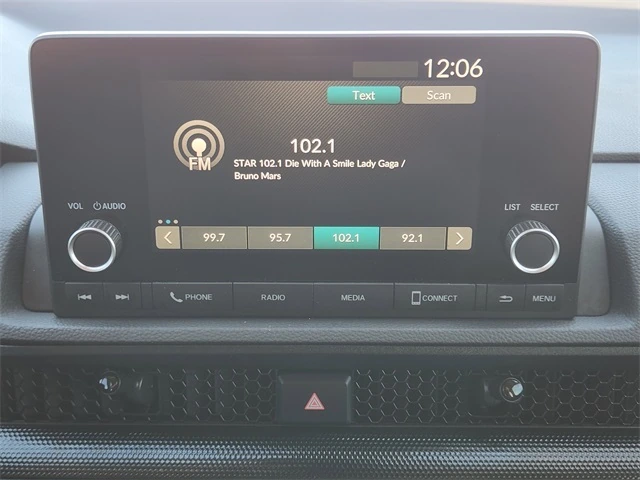 12:06
Text Scan
FM
102.1
STAR 102.1 Die With A Smile Lady Gaga /
Bruno Mars
99.7 95.7 102.1 92.1
VOL AUDIO
LIST SELECT
PHONE RADIO MEDIA CONNECT MENU